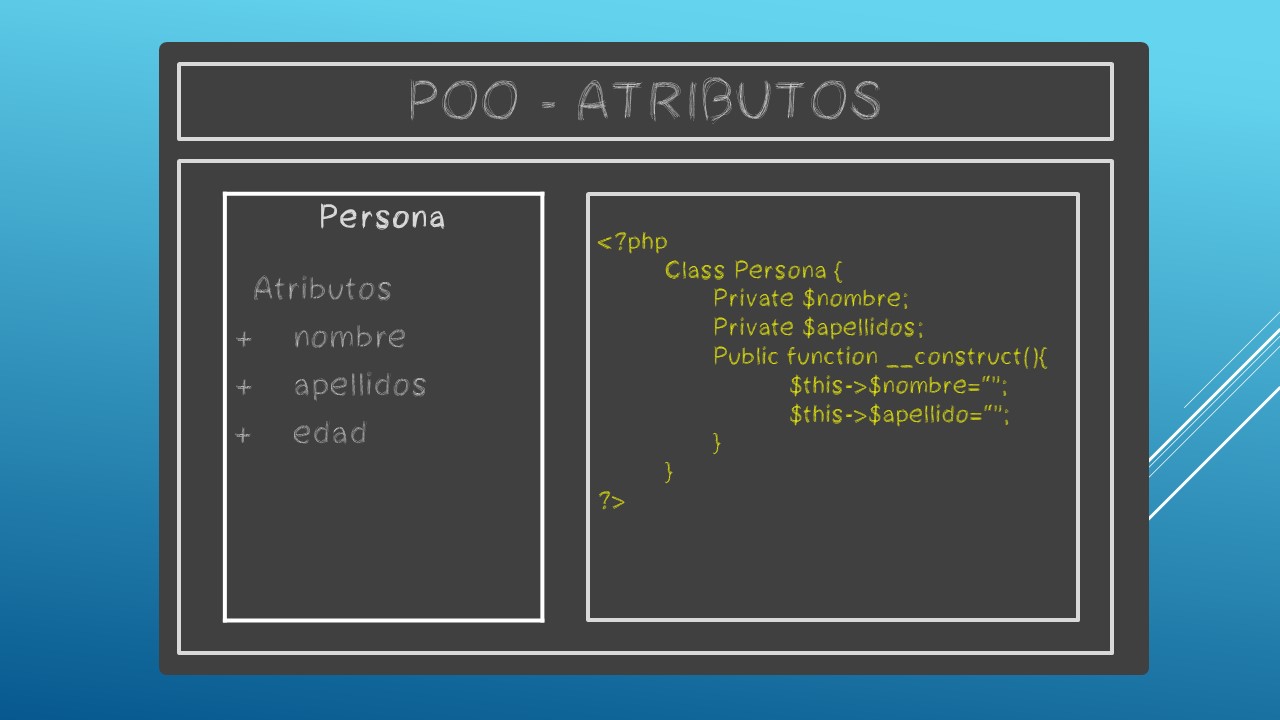 POO - ATRIBUTOS
Persona
Atributos
+ nombre
+ apellidos
+ edad
<?php
Class Persona {
Private $nombre;
Private $apellidos;
Public function __construct(){
$this->$nombre="";
$this->$apellido="";
}
}
?>